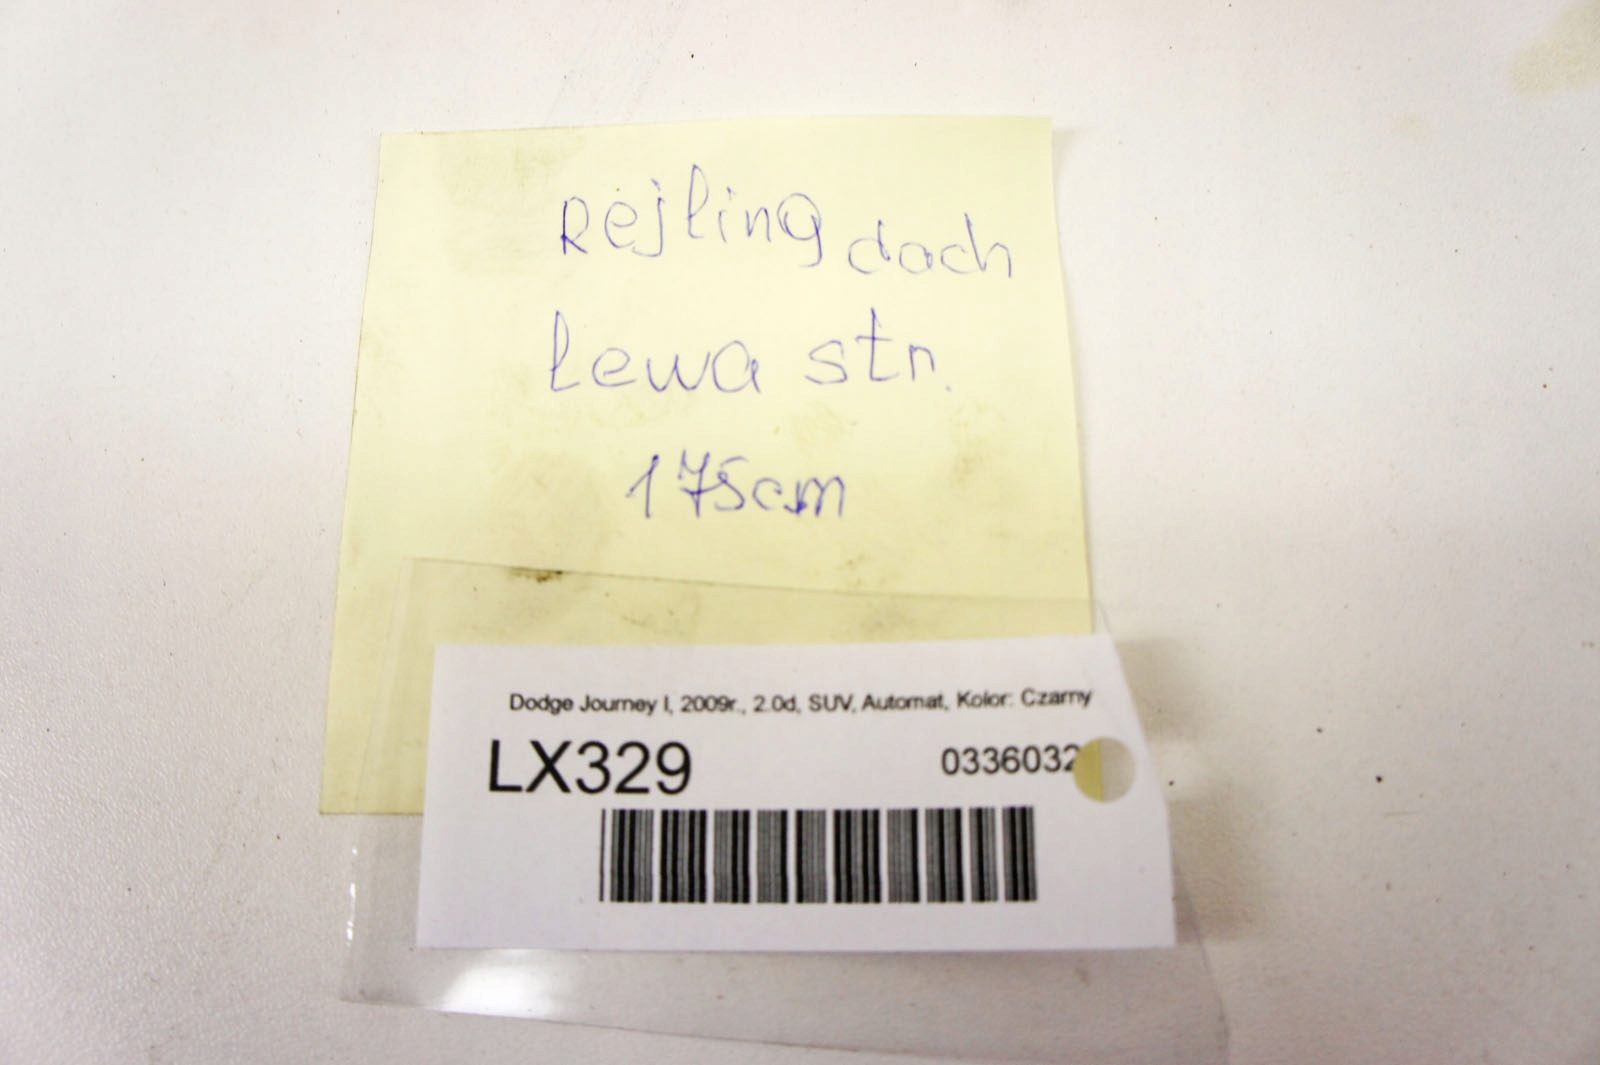 Rejling dach
lewa str.
175cm
Dodge Journey I, 2009r., 2.0d, SUV, Automat, Kolor: Czarny
LX329
0336032